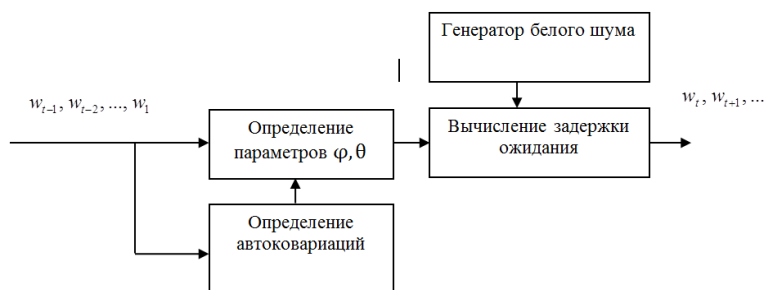 Генератор белого шума
w_{t-1}, w_{t-2}, ..., w_1
w_t, w_{t+1}, ...
Определение
параметров φ,θ
Вычисление задержки
ожидания
Определение
автоковариаций